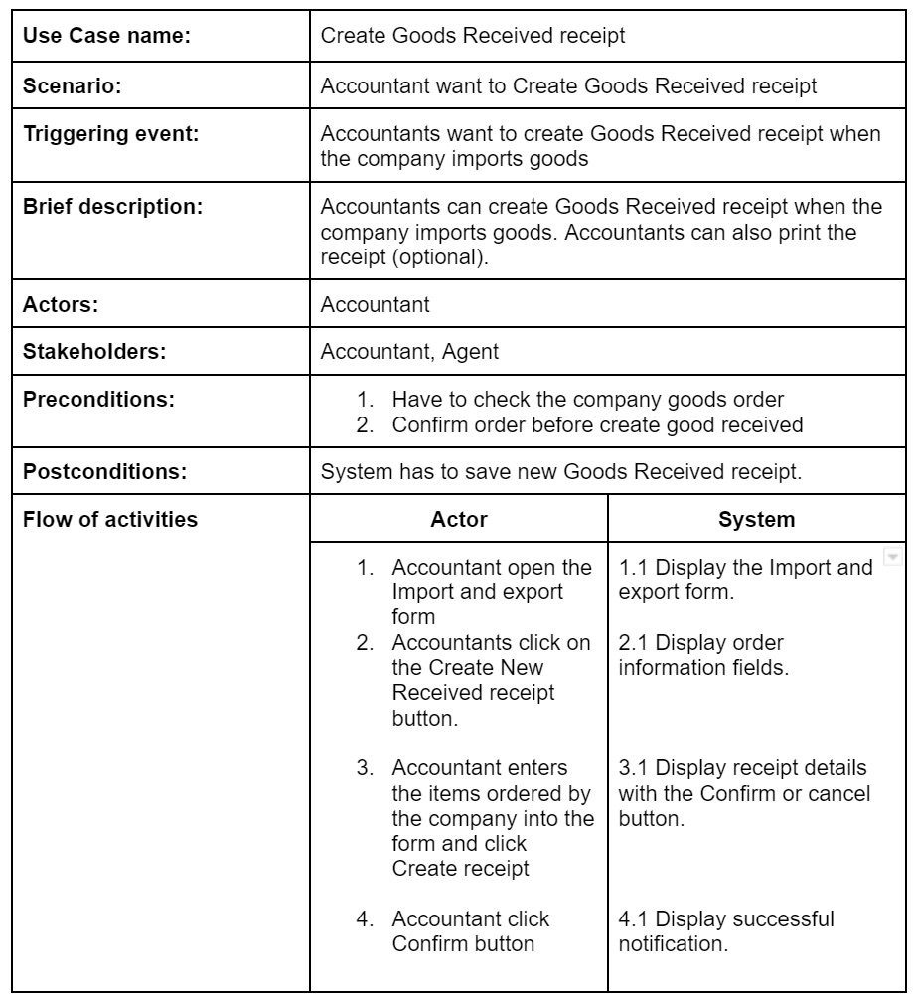 Use Case name:
Create Goods Received receipt
Scenario:
Accountant want to Create Goods Received receipt
Triggering event:
Accountants want to create Goods Received receipt when
the company imports goods
Brief description:
Accountants can create Goods Received receipt when the
company imports goods. Accountants can also print the
receipt (optional).
Actors:
Accountant
Stakeholders:
Accountant, Agent
Preconditions:
1. Have to check the company goods order
2. Confirm order before create good received
Postconditions:
System has to save new Goods Received receipt.
Flow of activities
Actor
System
1. Accountant open the
Import and export
form
1.1 Display the Import and
export form.
2. Accountants click on
the Create New
Received receipt
button.
2.1 Display order
information fields.
3. Accountant enters
the items ordered by
the company into the
form and click
Create receipt
3.1 Display receipt details
with the Confirm or cancel
button.
4. Accountant click
Confirm button
4.1 Display successful
notification.